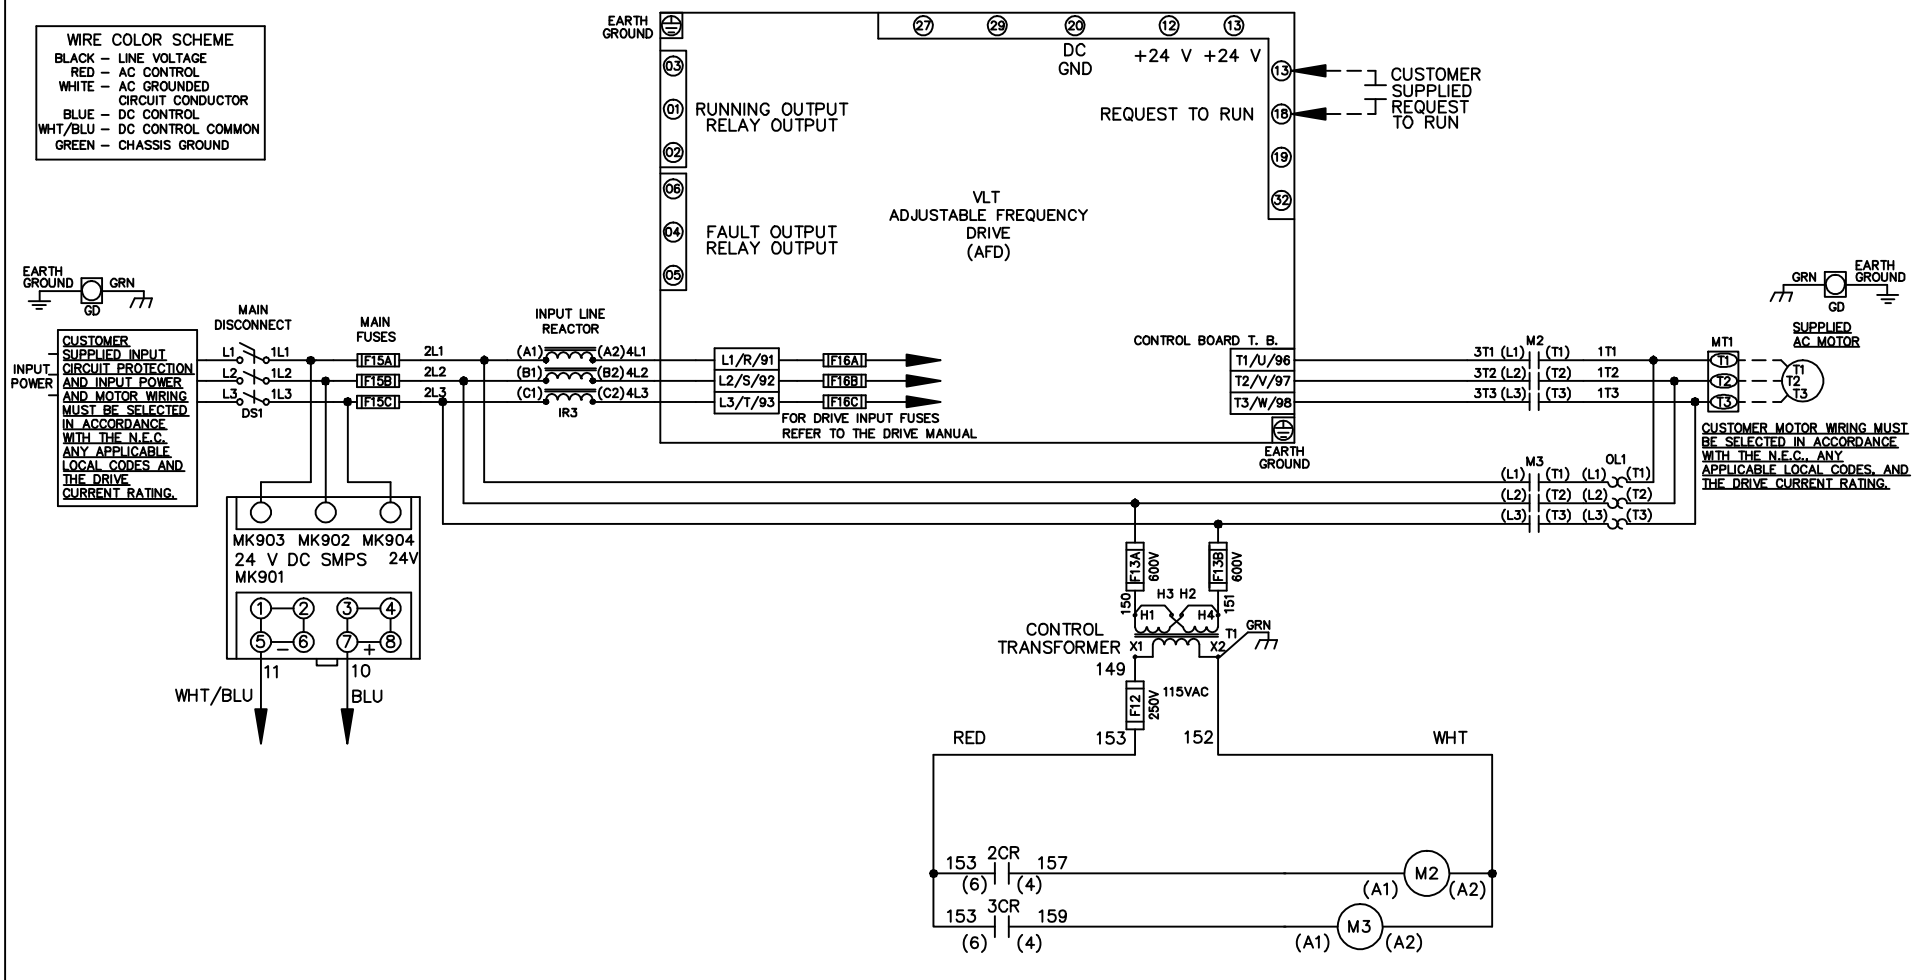 WIRE COLOR SCHEME
BLACK – LINE VOLTAGE
RED – AC CONTROL
WHITE – AC GROUNDED
CIRCUIT CONDUCTOR
BLUE – DC CONTROL
WHT/BLU – DC CONTROL COMMON
GREEN – CHASSIS GROUND
EARTH
GROUND
27 29 20 12 13
DC
GND
+24 V +24 V
03
01
02
RUNNING OUTPUT
RELAY OUTPUT
06
04
05
FAULT OUTPUT
RELAY OUTPUT
VLT
ADJUSTABLE FREQUENCY
DRIVE
(AFD)
REQUEST TO RUN
13
18
19
32
CUSTOMER
SUPPLIED
REQUEST
TO RUN
EARTH
GROUND
GRN
GD
INPUT
POWER
CUSTOMER
SUPPLIED INPUT
CIRCUIT PROTECTION
AND INPUT POWER
AND MOTOR WIRING
MUST BE SELECTED
IN ACCORDANCE
WITH THE N.E.C.
ANY APPLICABLE
LOCAL CODES AND
THE DRIVE
CURRENT RATING.
MAIN
DISCONNECT
L1 1L1
L2 1L2
L3 1L3
DS1
MAIN
FUSES
F15A
F15B
F15C
2L1
2L2
2L3
INPUT LINE
REACTOR
(A1) (A2) 4L1
(B1) (B2) 4L2
(C1) (C2) 4L3
IR3
L1/R/91
L2/S/92
L3/T/93
F16A
F16B
F16C
FOR DRIVE INPUT FUSES
REFER TO THE DRIVE MANUAL
CONTROL BOARD T. B.
T1/U/96
T2/V/97
T3/W/98
EARTH
GROUND
M2
3T1 (L1) (T1) 1T1
3T2 (L2) (T2) 1T2
3T3 (L3) (T3) 1T3
MT1
T1
T2
T3
GRN
GD
EARTH
GROUND
SUPPLIED
AC MOTOR
T1
T2
T3
CUSTOMER MOTOR WIRING MUST
BE SELECTED IN ACCORDANCE
WITH THE N.E.C., ANY
APPLICABLE LOCAL CODES, AND
THE DRIVE CURRENT RATING.
M3 OL1
(L1) (T1) (L1) (T1)
(L2) (T2) (L2) (T2)
(L3) (T3) (L3) (T3)
MK903 MK902 MK904
24 V DC SMPS 24V
MK901
1 2 3 4
5 – 6 7 + 8
11 10
WHT/BLU BLU
F13A 600V
F13B 600V
150 151
H3 H2
H1 H4
CONTROL
TRANSFORMER
X1 X2 T1
GRN
149
F12 250V
115VAC
153 152
RED WHT
153 2CR 157
(6) (4)
M2
(A1) (A2)
153 3CR 159
(6) (4)
M3
(A1) (A2)